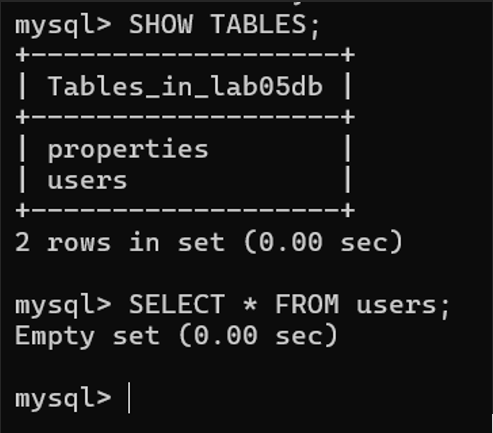 mysql> SHOW TABLES;
+-------------------+
| Tables_in_lab05db |
+-------------------+
| properties        |
| users             |
+-------------------+
2 rows in set (0.00 sec)
mysql> SELECT * FROM users;
Empty set (0.00 sec)
mysql>